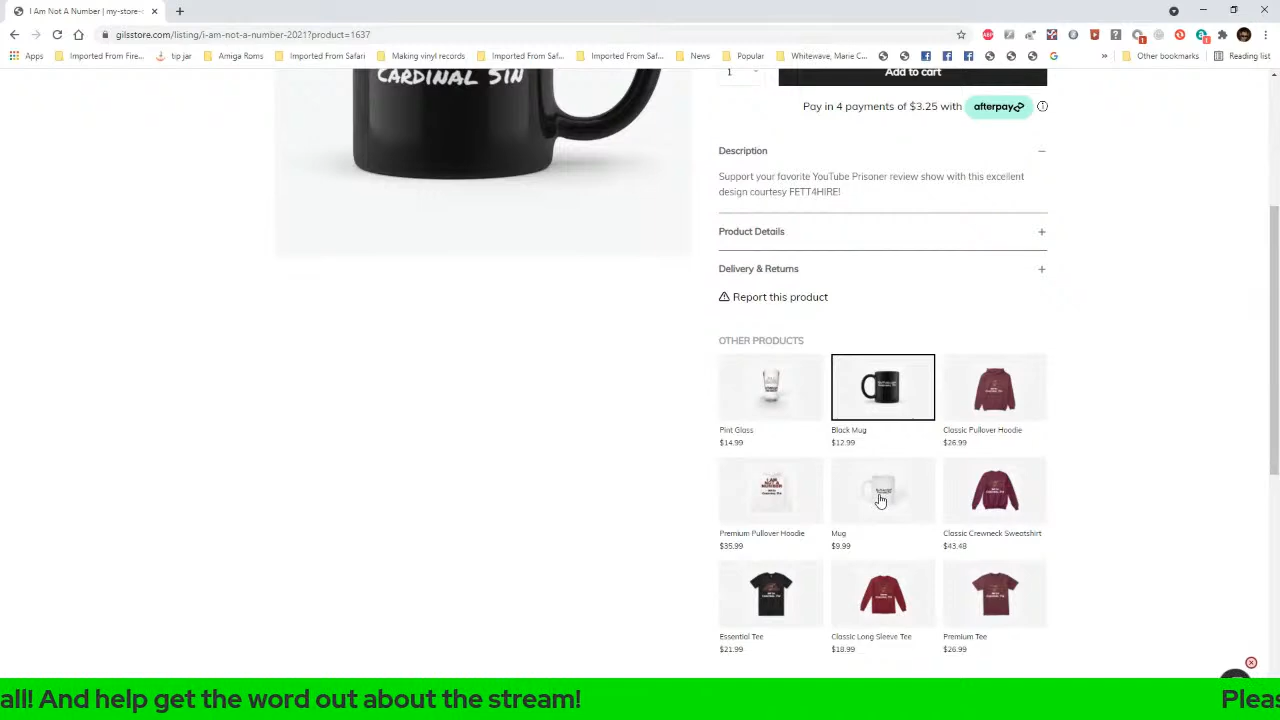 I Am Not A Number | my-store-
gilsstore.com/listing/i-am-not-a-number-2021?product=1637
Apps
Imported From Fire...
Amiga Roms
Imported From Safari
Making vinyl records
Imported From Saf...
tip jar
Imported From Saf...
News
Popular
Whitewave, Marie C...
»
Other bookmarks
Reading list
CARDINAL SIN
1
Add to cart
Pay in 4 payments of $3.25 with afterpay
Description
Support your favorite YouTube Prisoner review show with this excellent
design courtesy FETT4HIRE!
Product Details
Delivery & Returns
Report this product
OTHER PRODUCTS
Pint Glass
$14.99
Black Mug
$12.99
Classic Pullover Hoodie
$26.99
Premium Pullover Hoodie
$35.99
Mug
$9.99
Classic Crewneck Sweatshirt
$43.48
Essential Tee
$21.99
Classic Long Sleeve Tee
$18.99
Premium Tee
$26.99
all! And help get the word out about the stream!
Pleas